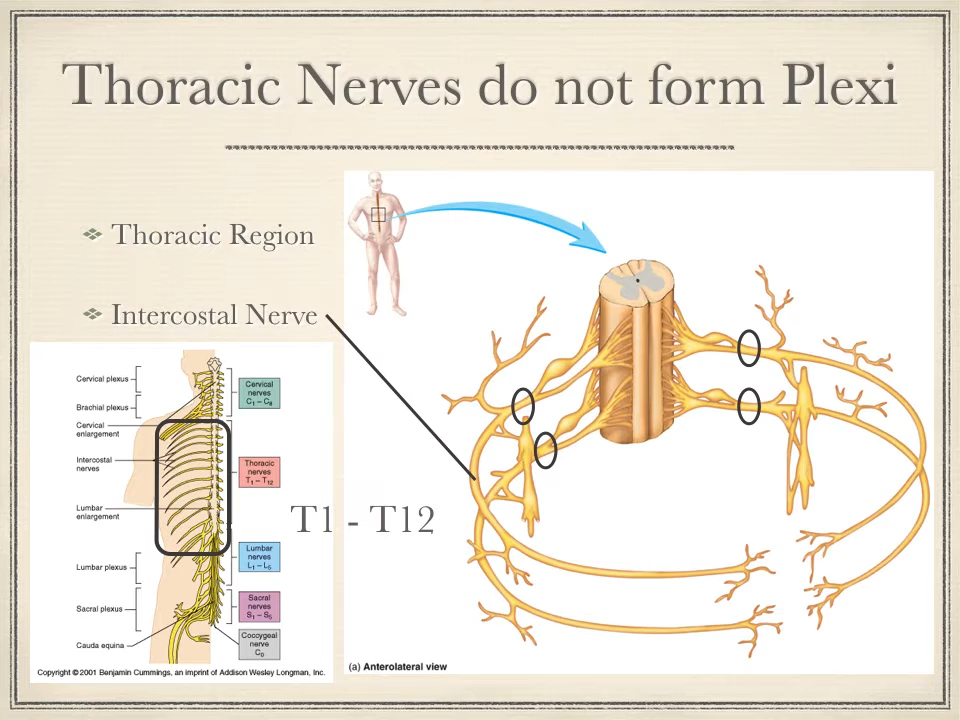 Thoracic Nerves do not form Plexi
Thoracic Region
Intercostal Nerve
Cervical plexus
Brachial plexus
Cervical
enlargement
Intercostal
nerves
Lumbar
enlargement
Lumbar plexus
Sacral plexus
Cauda equina
Cervical
nerves
C₁ – C₈
Thoracic
nerves
T₁ – T₁₂
Lumbar
nerves
L₁ – L₅
Sacral
nerves
S₁ – S₅
Coccygeal
nerve
C₀
T1 - T12
Copyright © 2001 Benjamin Cummings, an imprint of Addison Wesley Longman, Inc.
(a) Anterolateral view